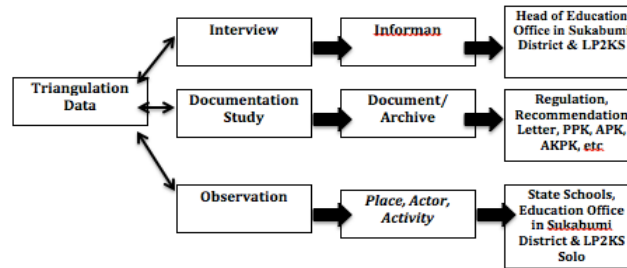 Interview
Informan
Head of Education
Office in Sukabumi
District & LP2KS
Triangulation
Data
Documentation
Study
Document/
Archive
Regulation,
Recommendation
Letter, PPK, APK,
AKPK, etc
Observation
Place, Actor,
Activity
State Schools,
Education Office
in Sukabumi
District & LP2KS
Solo